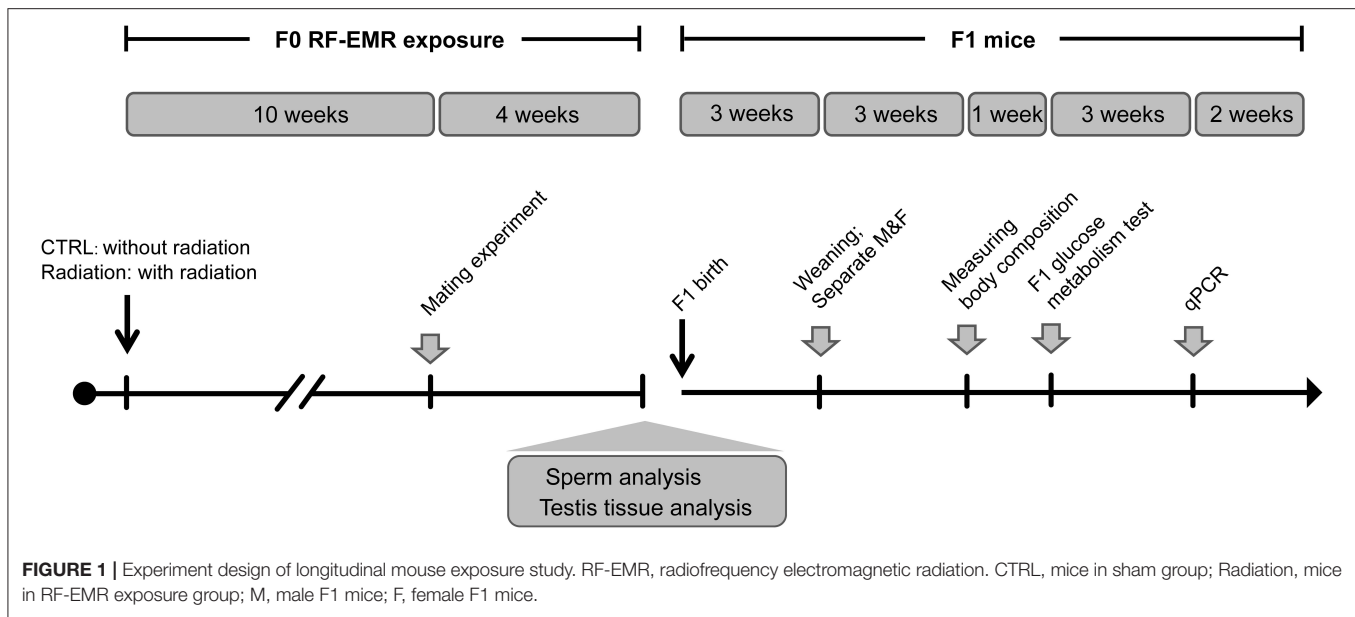 F0 RF-EMR exposure
F1 mice
10 weeks
4 weeks
3 weeks
3 weeks
1 week
3 weeks
2 weeks
CTRL: without radiation
Radiation: with radiation
Mating experiment
F1 birth
Weaning;
Separate M&F
Measuring
body composition
F1 glucose
metabolism test
qPCR
Sperm analysis
Testis tissue analysis
FIGURE 1 | Experiment design of longitudinal mouse exposure study. RF-EMR, radiofrequency electromagnetic radiation. CTRL, mice in sham group; Radiation, mice
in RF-EMR exposure group; M, male F1 mice; F, female F1 mice.